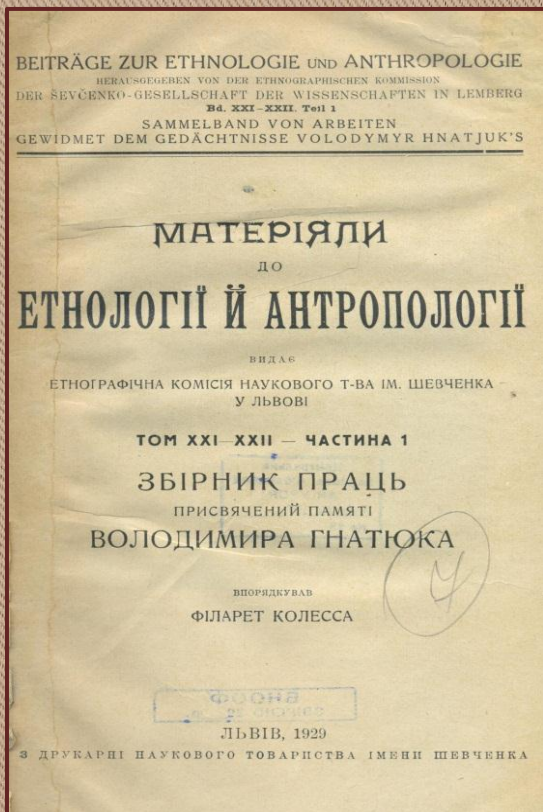 BEITRÄGE ZUR ETHNOLOGIE UND ANTHROPOLOGIE
HERAUSGEGEBEN VON DER ETHNOGRAPHISCHEN KOMMISSION
DER ŠEVČENKO-GESELLSCHAFT DER WISSENSCHAFTEN IN LEMBERG
Bd. XXI–XXII. Teil 1
SAMMELBAND VON ARBEITEN
GEWIDMET DEM GEDÄCHTNISSE VOLODYMYR HNATJUK'S
МАТЕРІЯЛИ
ДО
ЕТНОЛОГІЇ Й АНТРОПОЛОГІЇ
ВИДАЄ
ЕТНОГРАФІЧНА КОМІСІЯ НАУКОВОГО Т-ВА ІМ. ШЕВЧЕНКА
У ЛЬВОВІ
ТОМ XXI–XXII — ЧАСТИНА 1
ЗБІРНИК ПРАЦЬ
ПРИСВЯЧЕНИЙ ПАМЯТІ
ВОЛОДИМИРА ГНАТЮКА
ВПОРЯДКУВАВ
ФІЛАРЕТ КОЛЕССА
ЛЬВІВ, 1929
З ДРУКАРНІ НАУКОВОГО ТОВАРИСТВА ІМЕНИ ШЕВЧЕНКА